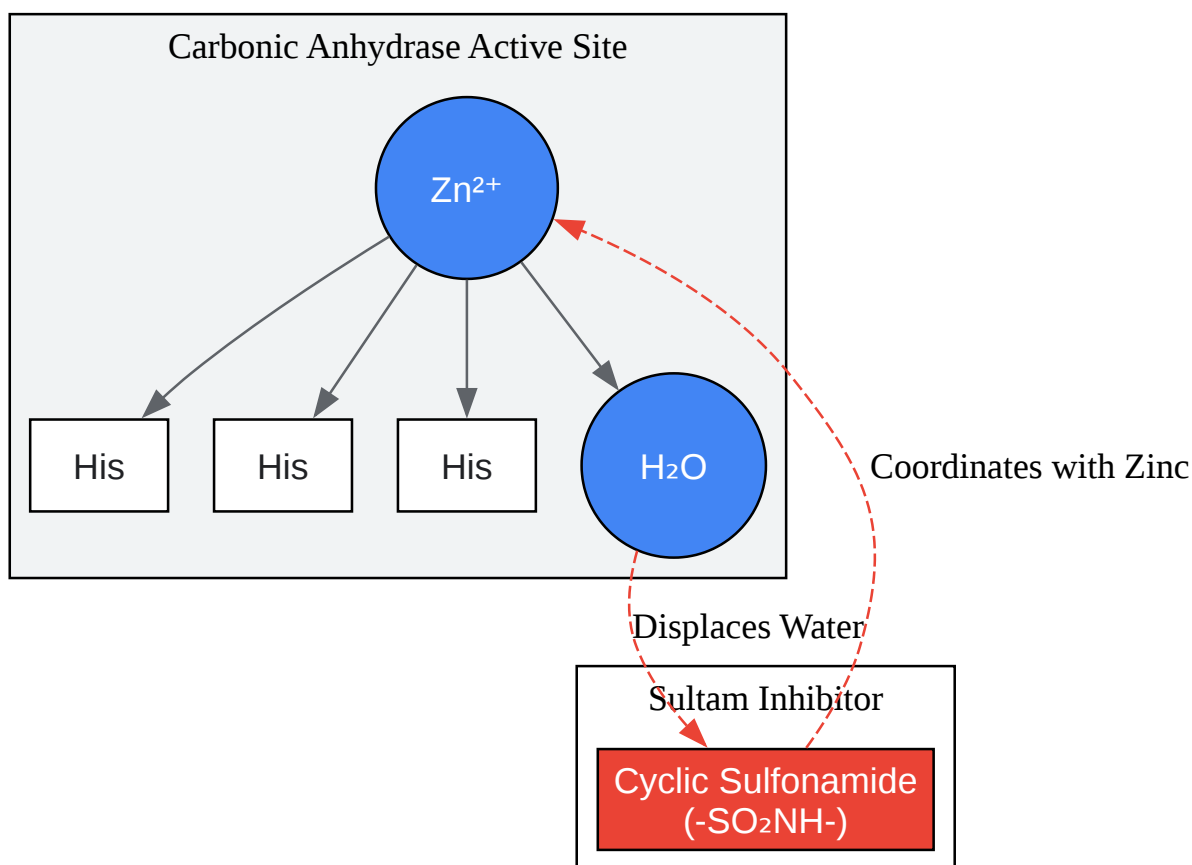 Carbonic Anhydrase Active Site
Zn²⁺
His
His
His
H₂O
Coordinates with Zinc
Displaces Water
Sultam Inhibitor
Cyclic Sulfonamide
(-SO₂NH-)